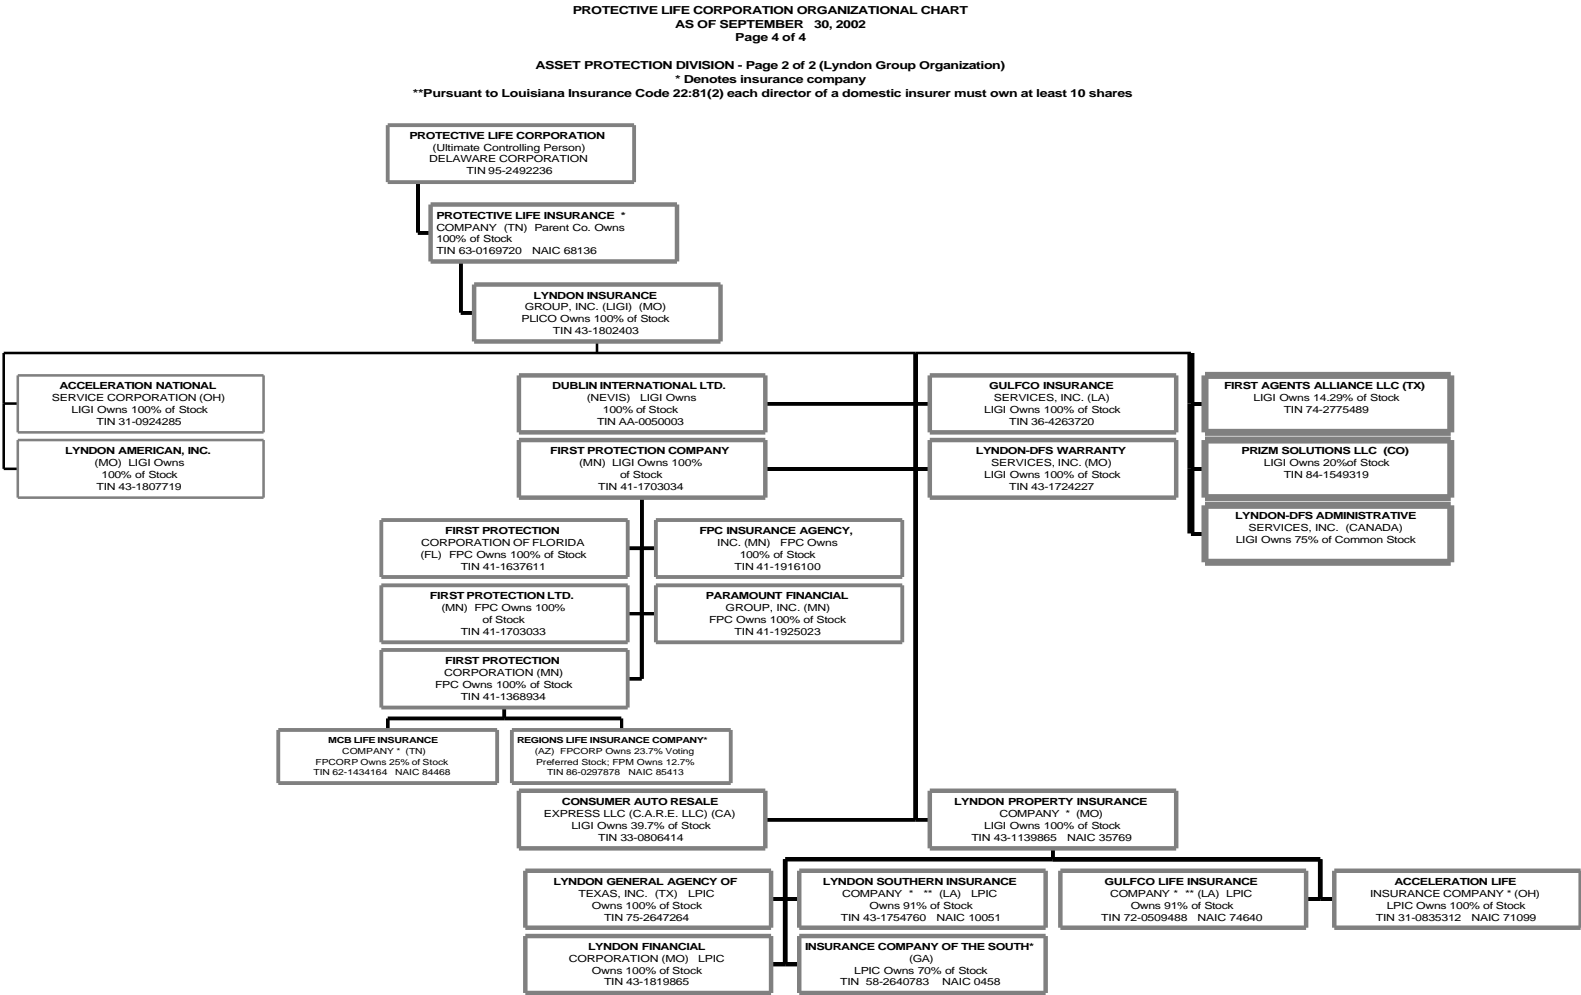 PROTECTIVE LIFE CORPORATION ORGANIZATIONAL CHART
AS OF SEPTEMBER 30, 2002
Page 4 of 4
ASSET PROTECTION DIVISION - Page 2 of 2 (Lyndon Group Organization)
* Denotes insurance company
**Pursuant to Louisiana Insurance Code 22:81(2) each director of a domestic insurer must own at least 10 shares
PROTECTIVE LIFE CORPORATION
(Ultimate Controlling Person)
DELAWARE CORPORATION
TIN 95-2492236
PROTECTIVE LIFE INSURANCE *
COMPANY (TN) Parent Co. Owns
100% of Stock
TIN 63-0169720 NAIC 68136
LYNDON INSURANCE
GROUP, INC. (LIGI) (MO)
PLICO Owns 100% of Stock
TIN 43-1802403
ACCELERATION NATIONAL
SERVICE CORPORATION (OH)
LIGI Owns 100% of Stock
TIN 31-0924285
DUBLIN INTERNATIONAL LTD.
(NEVIS) LIGI Owns
100% of Stock
TIN AA-0050003
GULFCO INSURANCE
SERVICES, INC. (LA)
LIGI Owns 100% of Stock
TIN 36-4263720
FIRST AGENTS ALLIANCE LLC (TX)
LIGI Owns 14.29% of Stock
TIN 74-2775489
LYNDON AMERICAN, INC.
(MO) LIGI Owns
100% of Stock
TIN 43-1807719
FIRST PROTECTION COMPANY
(MN) LIGI Owns 100%
of Stock
TIN 41-1703034
LYNDON-DFS WARRANTY
SERVICES, INC. (MO)
LIGI Owns 100% of Stock
TIN 43-1724227
PRIZM SOLUTIONS LLC (CO)
LIGI Owns 20%of Stock
TIN 84-1549319
LYNDON-DFS ADMINISTRATIVE
SERVICES, INC. (CANADA)
LIGI Owns 75% of Common Stock
FIRST PROTECTION
CORPORATION OF FLORIDA
(FL) FPC Owns 100% of Stock
TIN 41-1637611
FPC INSURANCE AGENCY,
INC. (MN) FPC Owns
100% of Stock
TIN 41-1916100
FIRST PROTECTION LTD.
(MN) FPC Owns 100%
of Stock
TIN 41-1703033
PARAMOUNT FINANCIAL
GROUP, INC. (MN)
FPC Owns 100% of Stock
TIN 41-1925023
FIRST PROTECTION
CORPORATION (MN)
FPC Owns 100% of Stock
TIN 41-1368934
MCB LIFE INSURANCE
COMPANY * (TN)
FPCORP Owns 25% of Stock
TIN 62-1434164 NAIC 84468
REGIONS LIFE INSURANCE COMPANY*
(AZ) FPCORP Owns 23.7% Voting
Preferred Stock; FPM Owns 12.7%
TIN 86-0297878 NAIC 85413
CONSUMER AUTO RESALE
EXPRESS LLC (C.A.R.E. LLC) (CA)
LIGI Owns 39.7% of Stock
TIN 33-0806414
LYNDON PROPERTY INSURANCE
COMPANY * (MO)
LIGI Owns 100% of Stock
TIN 43-1139865 NAIC 35769
LYNDON GENERAL AGENCY OF
TEXAS, INC. (TX) LPIC
Owns 100% of Stock
TIN 75-2647264
LYNDON SOUTHERN INSURANCE
COMPANY * ** (LA) LPIC
Owns 91% of Stock
TIN 43-1754760 NAIC 10051
GULFCO LIFE INSURANCE
COMPANY * ** (LA) LPIC
Owns 91% of Stock
TIN 72-0509488 NAIC 74640
ACCELERATION LIFE
INSURANCE COMPANY * (OH)
LPIC Owns 100% of Stock
TIN 31-0835312 NAIC 71099
LYNDON FINANCIAL
CORPORATION (MO) LPIC
Owns 100% of Stock
TIN 43-1819865
INSURANCE COMPANY OF THE SOUTH*
(GA)
LPIC Owns 70% of Stock
TIN 58-2640783 NAIC 0458